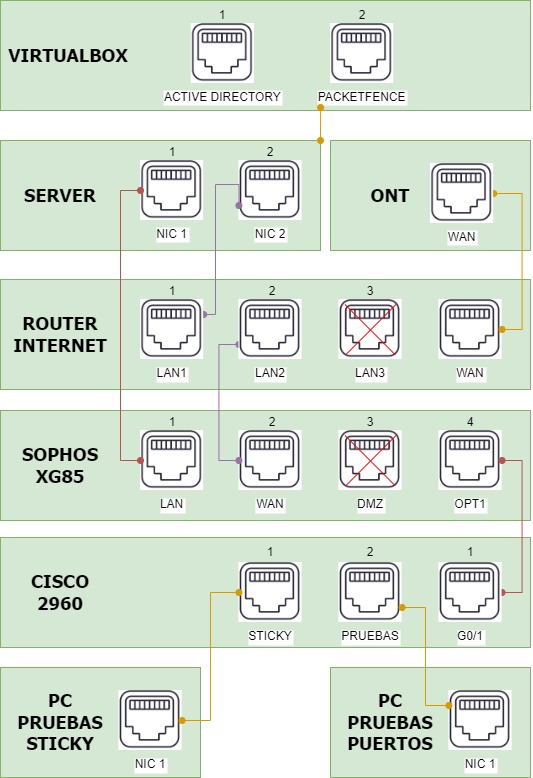 1 2
VIRTUALBOX
ACTIVE DIRECTORY PACKETFENCE
1 2
SERVER
NIC 1 NIC 2
ONT
WAN
1 2 3
ROUTER
INTERNET
LAN1 LAN2 LAN3 WAN
1 2 3 4
SOPHOS
XG85
LAN WAN DMZ OPT1
1 2 1
CISCO
2960
STICKY PRUEBAS G0/1
PC
PRUEBAS
STICKY
NIC 1
PC
PRUEBAS
PUERTOS
NIC 1